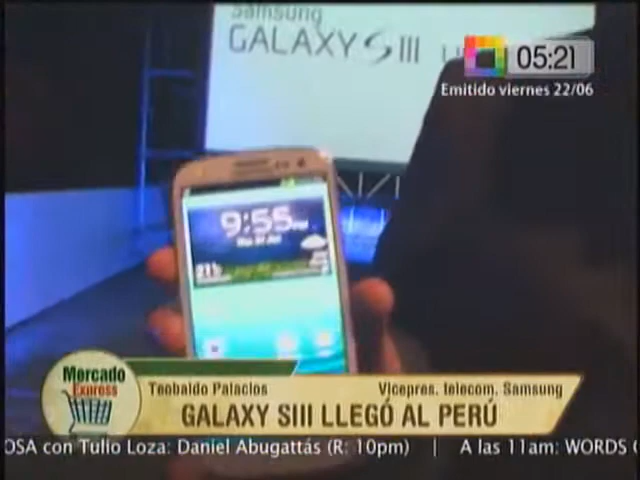 Samsung
GALAXY S III
05:21
Emitido viernes 22/06
9:55
Mercado
Express
Teobaldo Palacios
Vicepres. telecom. Samsung
GALAXY SIII LLEGÓ AL PERÚ
OSA con Tulio Loza: Daniel Abugattás (R: 10pm) | A las 11am: WORDS